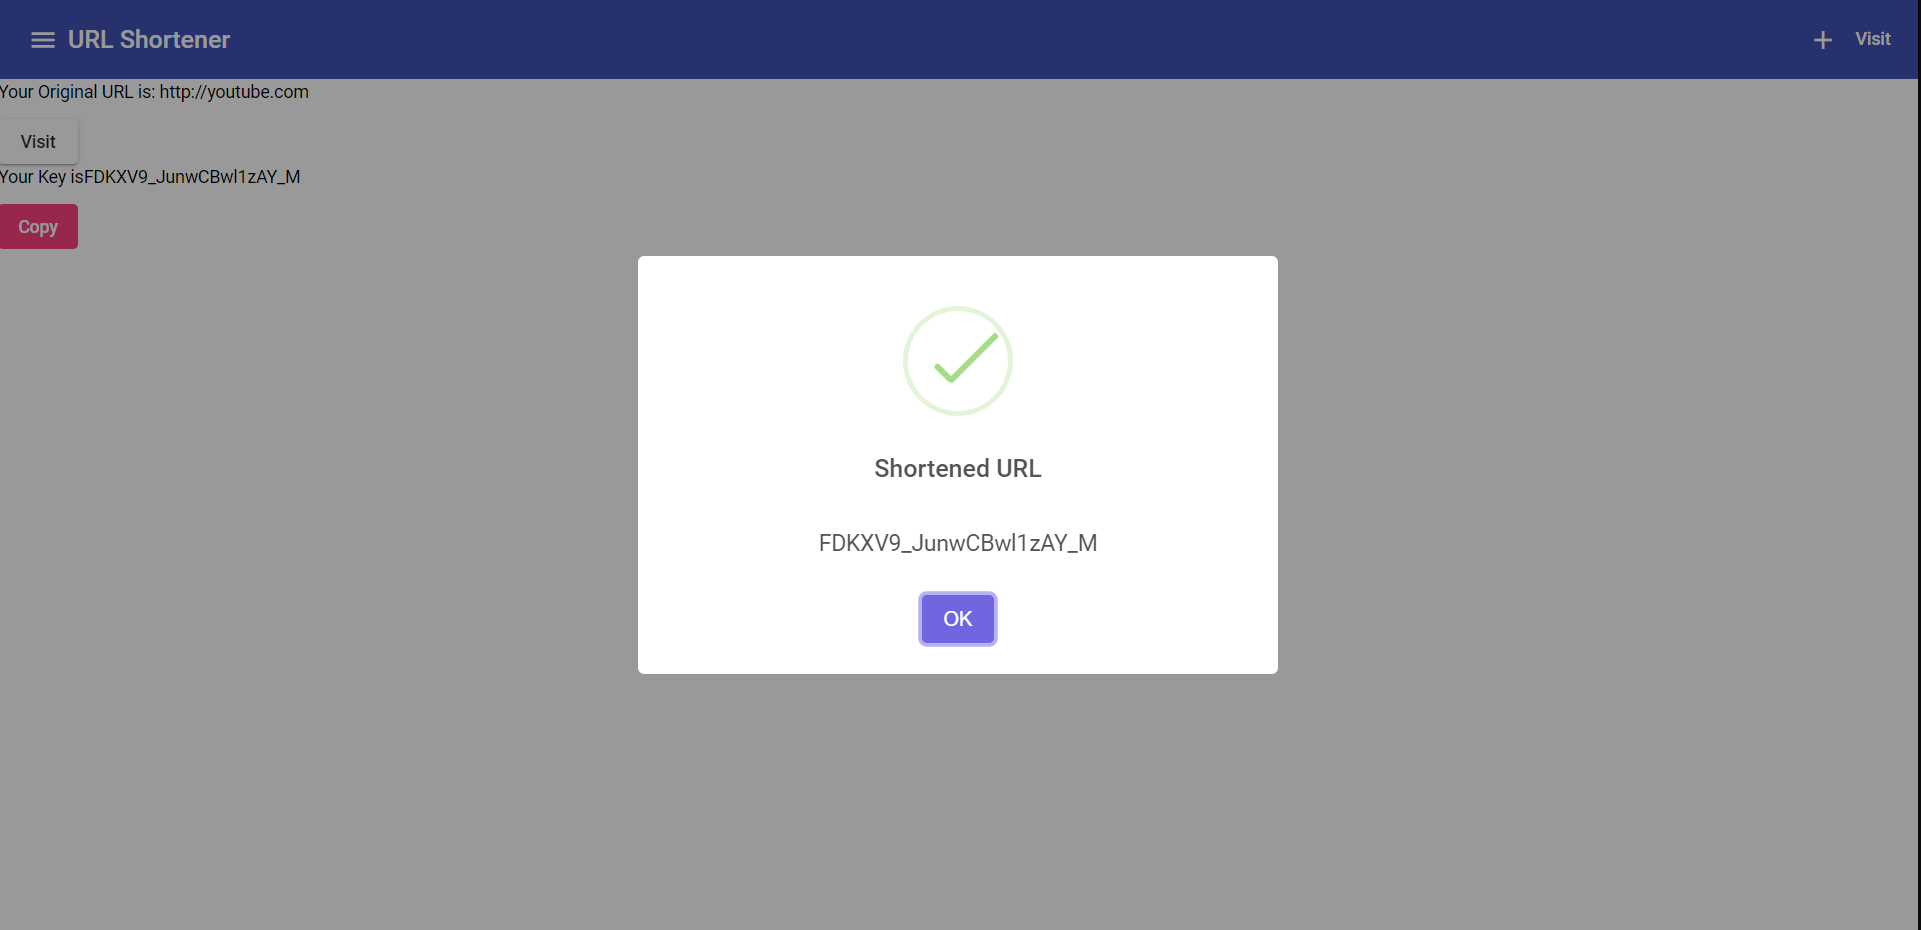 URL Shortener
Visit
Your Original URL is: http://youtube.com
Visit
Your Key isFDKXV9_JunwCBwl1zAY_M
Copy
Shortened URL
FDKXV9_JunwCBwl1zAY_M
OK